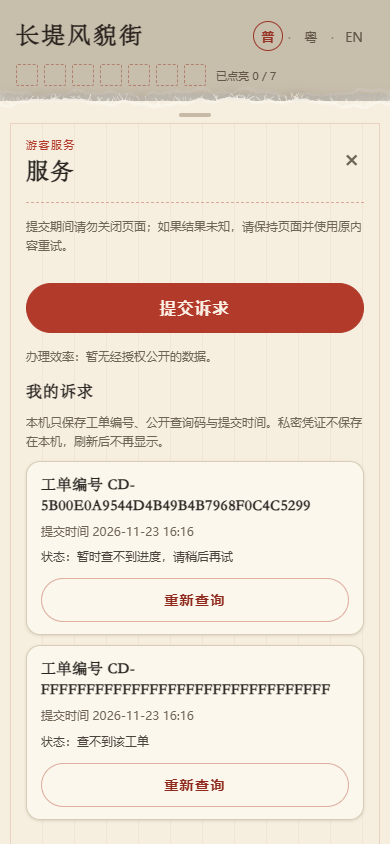 长堤风貌街
普 · 粤 · EN
已点亮 0 / 7
游客服务
服务
×
提交期间请勿关闭页面；如果结果未知，请保持页面并使用原内
容重试。
提交诉求
办理效率：暂无经授权公开的数据。
我的诉求
本机只保存工单编号、公开查询码与提交时间。私密凭证不保存
在本机，刷新后不再显示。
工单编号 CD-
5B00E0A9544D4B49B4B7968F0C4C5299
提交时间 2026-11-23 16:16
状态：暂时查不到进度，请稍后再试
重新查询
工单编号 CD-
FFFFFFFFFFFFFFFFFFFFFFFFFFFFFFFF
提交时间 2026-11-23 16:16
状态：查不到该工单
重新查询